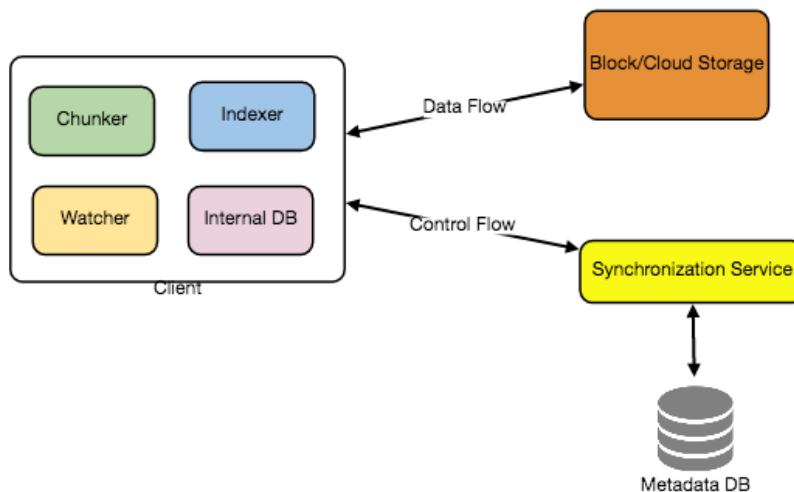 Block/Cloud Storage
Data Flow
Chunker
Indexer
Watcher
Internal DB
Control Flow
Client
Synchronization Service
Metadata DB